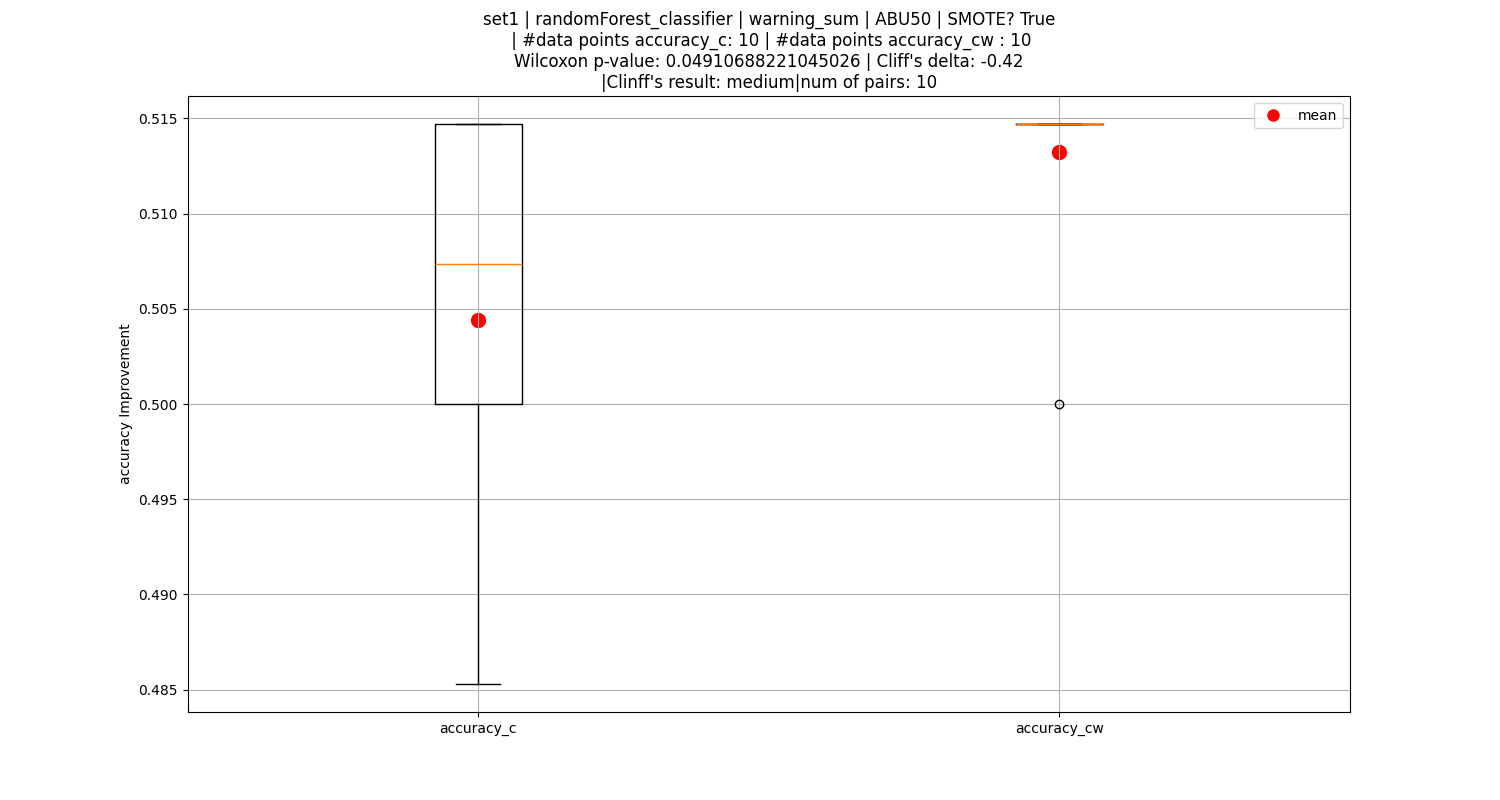 set1 | randomForest_classifier | warning_sum | ABU50 | SMOTE? True
| #data points accuracy_c: 10 | #data points accuracy_cw : 10
Wilcoxon p-value: 0.04910688221045026 | Cliff's delta: -0.42
|Clinff's result: medium|num of pairs: 10
mean
accuracy Improvement
0.515
0.510
0.505
0.500
0.495
0.490
0.485
accuracy_c
accuracy_cw